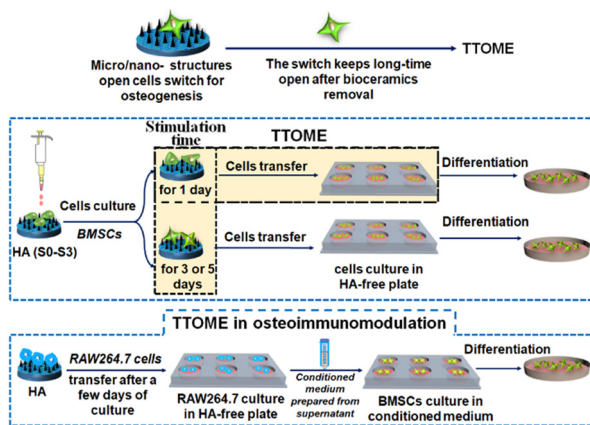 Micro/nano- structures
open cells switch for
osteogenesis
The switch keeps long-time
open after bioceramics
removal
TTOME
Stimulation
time
TTOME
for 1 day
Cells transfer
Differentiation
Cells culture
BMSCs
HA (S0-S3)
for 3 or 5
days
Cells transfer
cells culture in
HA-free plate
Differentiation
TTOME in osteoimmunomodulation
HA
RAW264.7 cells
transfer after a
few days of
culture
RAW264.7 culture
in HA-free plate
Conditioned
medium
prepared from
supernatant
BMSCs culture in
conditioned medium
Differentiation